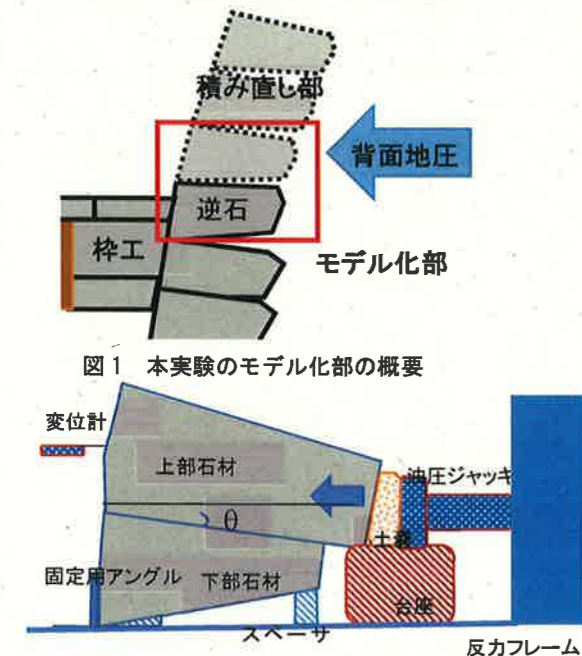 積み直し部
背面地圧
逆石
枠工
モデル化部
図1 本実験のモデル化部の概要
変位計
上部石材
油圧ジャッキ
θ
土嚢
固定用アングル
下部石材
台座
スペーサ
反力フレーム